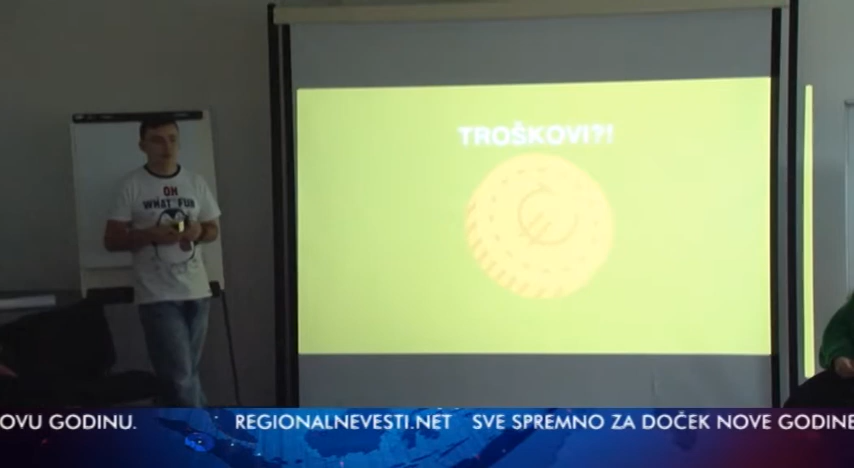 TROŠKOVI?!
OH
WHAT FUN
OVU GODINU. REGIONALNEVESTI.NET SVE SPREMNO ZA DOČEK NOVE GODINE